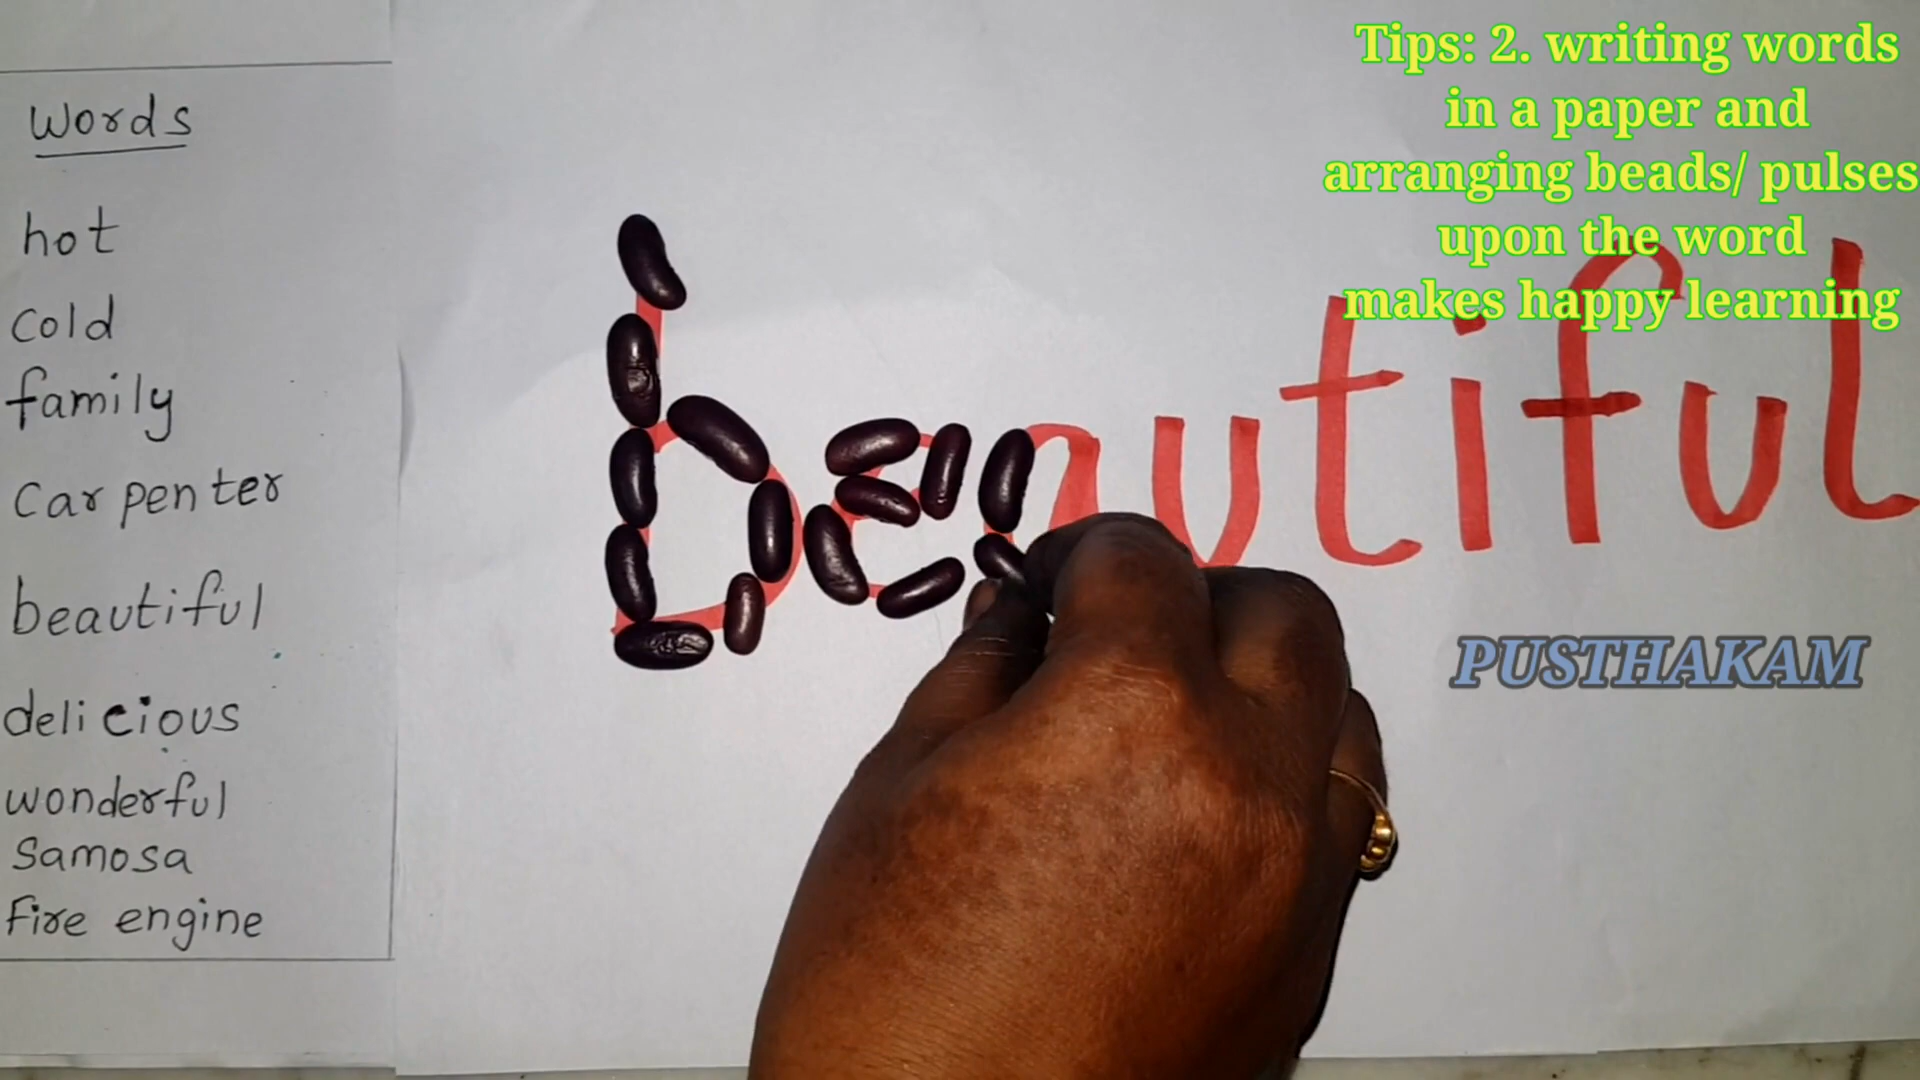 Words
hot
cold
family
Carpenter
beautiful
delicious
wonderful
Samosa
Fire engine
beautiful
Tips: 2. writing words
in a paper and
arranging beads/ pulses
upon the word
makes happy learning
PUSTHAKAM